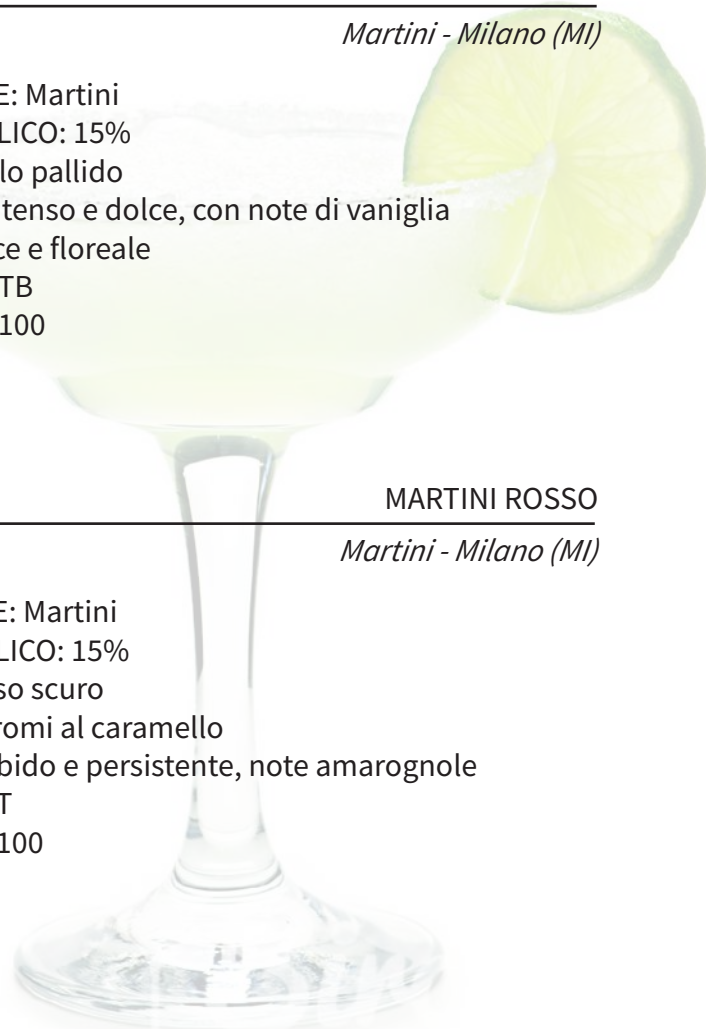 Martini - Milano (MI)
E: Martini
LICO: 15%
lo pallido
tenso e dolce, con note di vaniglia
ce e floreale
TB
100
MARTINI ROSSO
Martini - Milano (MI)
E: Martini
LICO: 15%
so scuro
romi al caramello
bido e persistente, note amarognole
T
100